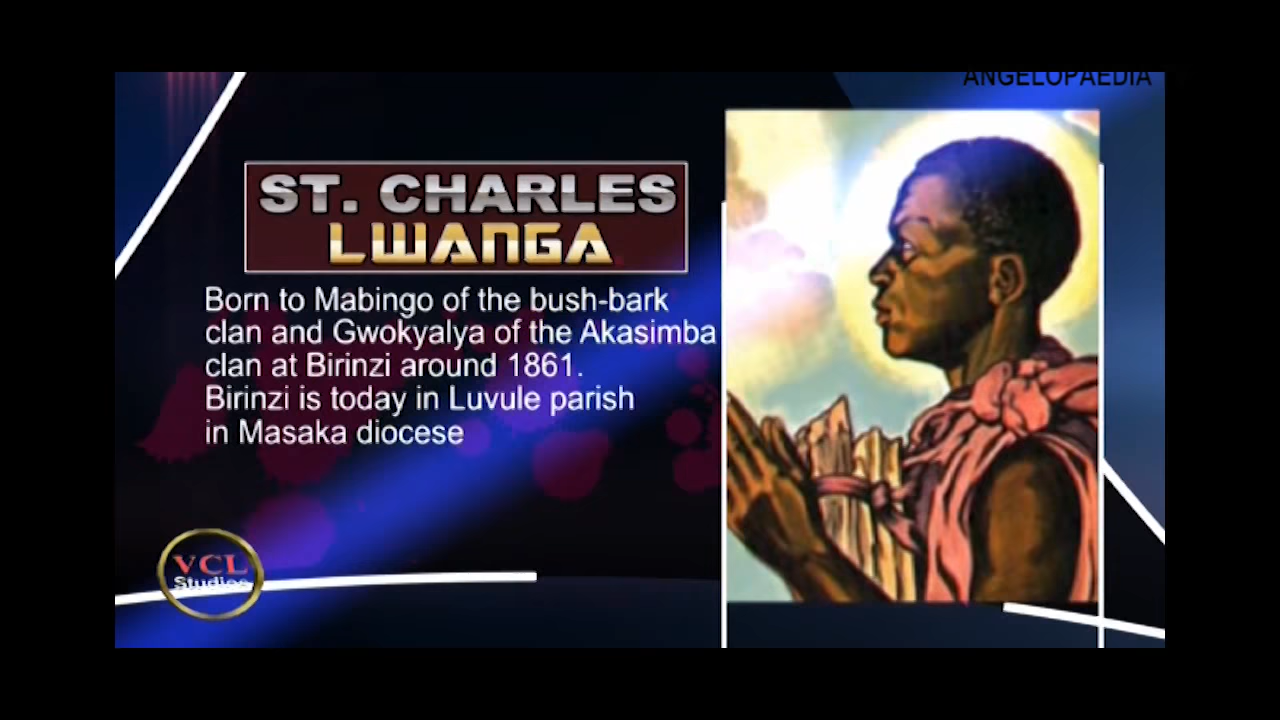 ANGELOPAEDIA
ST. CHARLES
LWANGA
Born to Mabingo of the bush-bark
clan and Gwokyalya of the Akasimba
clan at Birinzi around 1861.
Birinzi is today in Luvule parish
in Masaka diocese
VCL
Studies